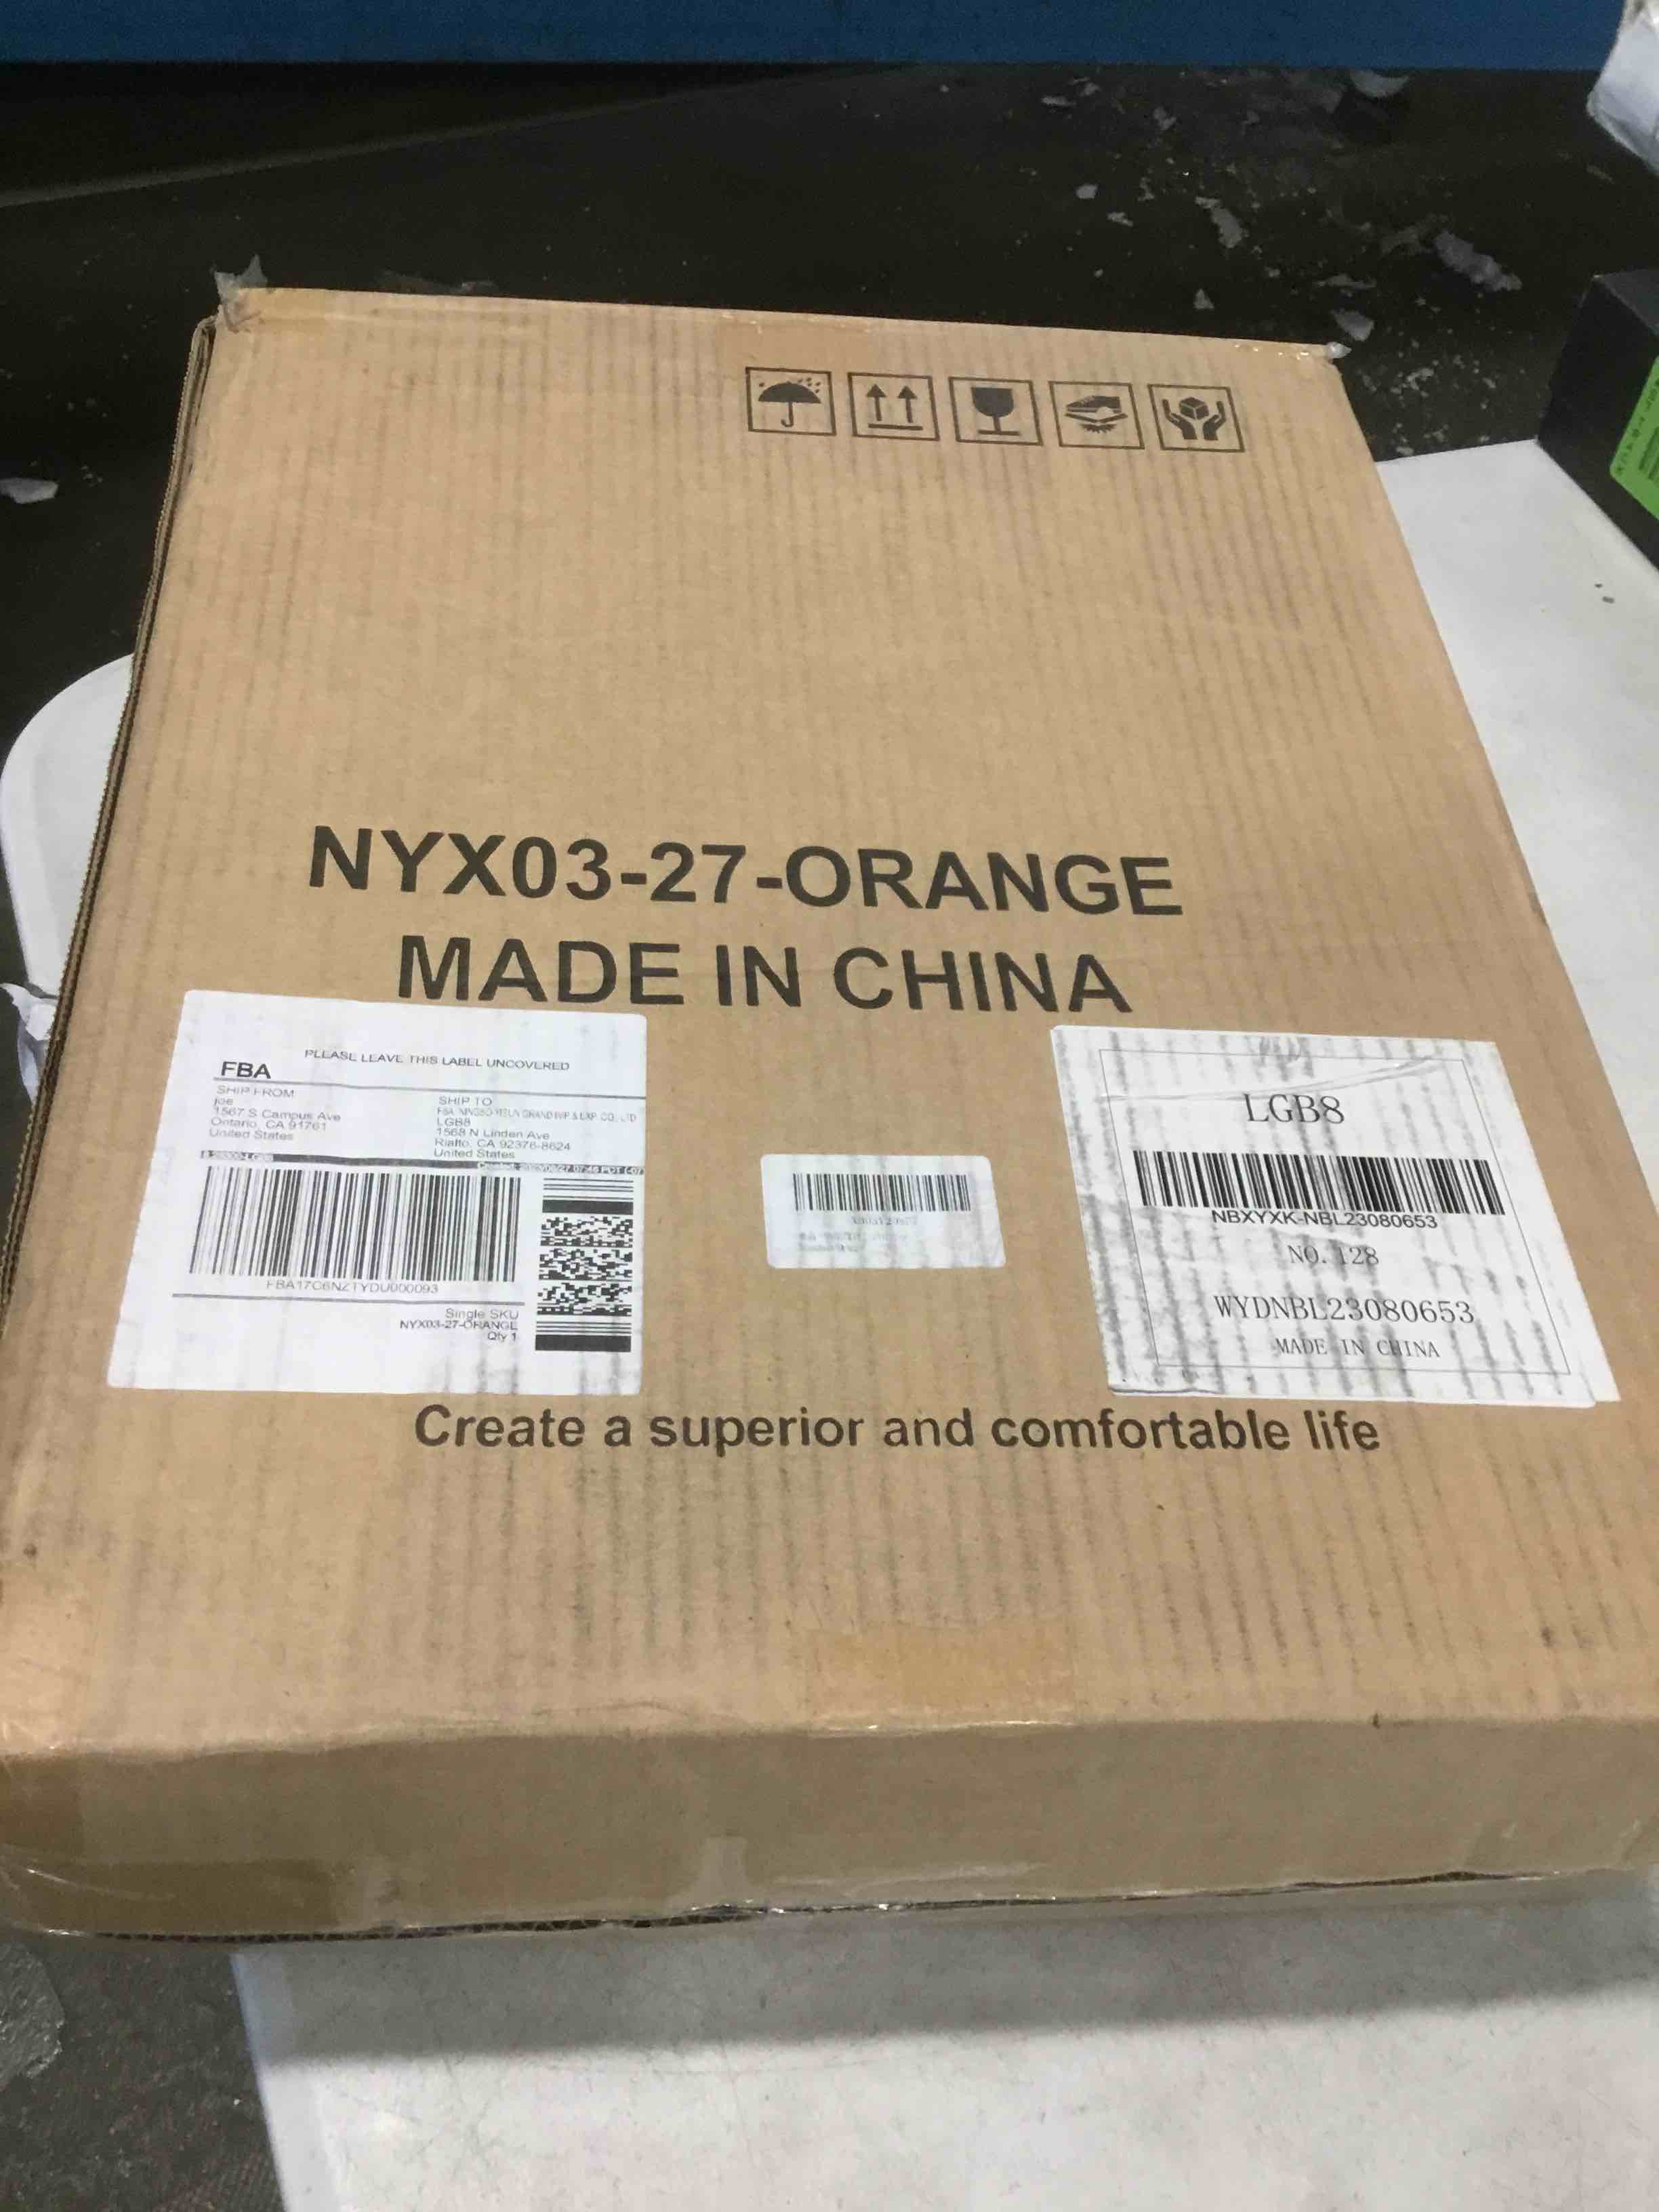 NYX03-27-ORANGE
MADE IN CHINA
PLEASE LEAVE THIS LABEL UNCOVERED
FBA
SHIP FROM
joe
1567 S Campus Ave
Ontario, CA 91761
United States
SHIP TO
LGB8
1568 N Linden Ave
Rialto, CA 92376-8624
United States
FBA17C6NZTYDU000093
Single SKU
NYX03-27-ORANGE
Qty 1
LGB8
NBXYXK-NBL23080653
NO. 128
WYDNBL23080653
MADE IN CHINA
Create a superior and comfortable life